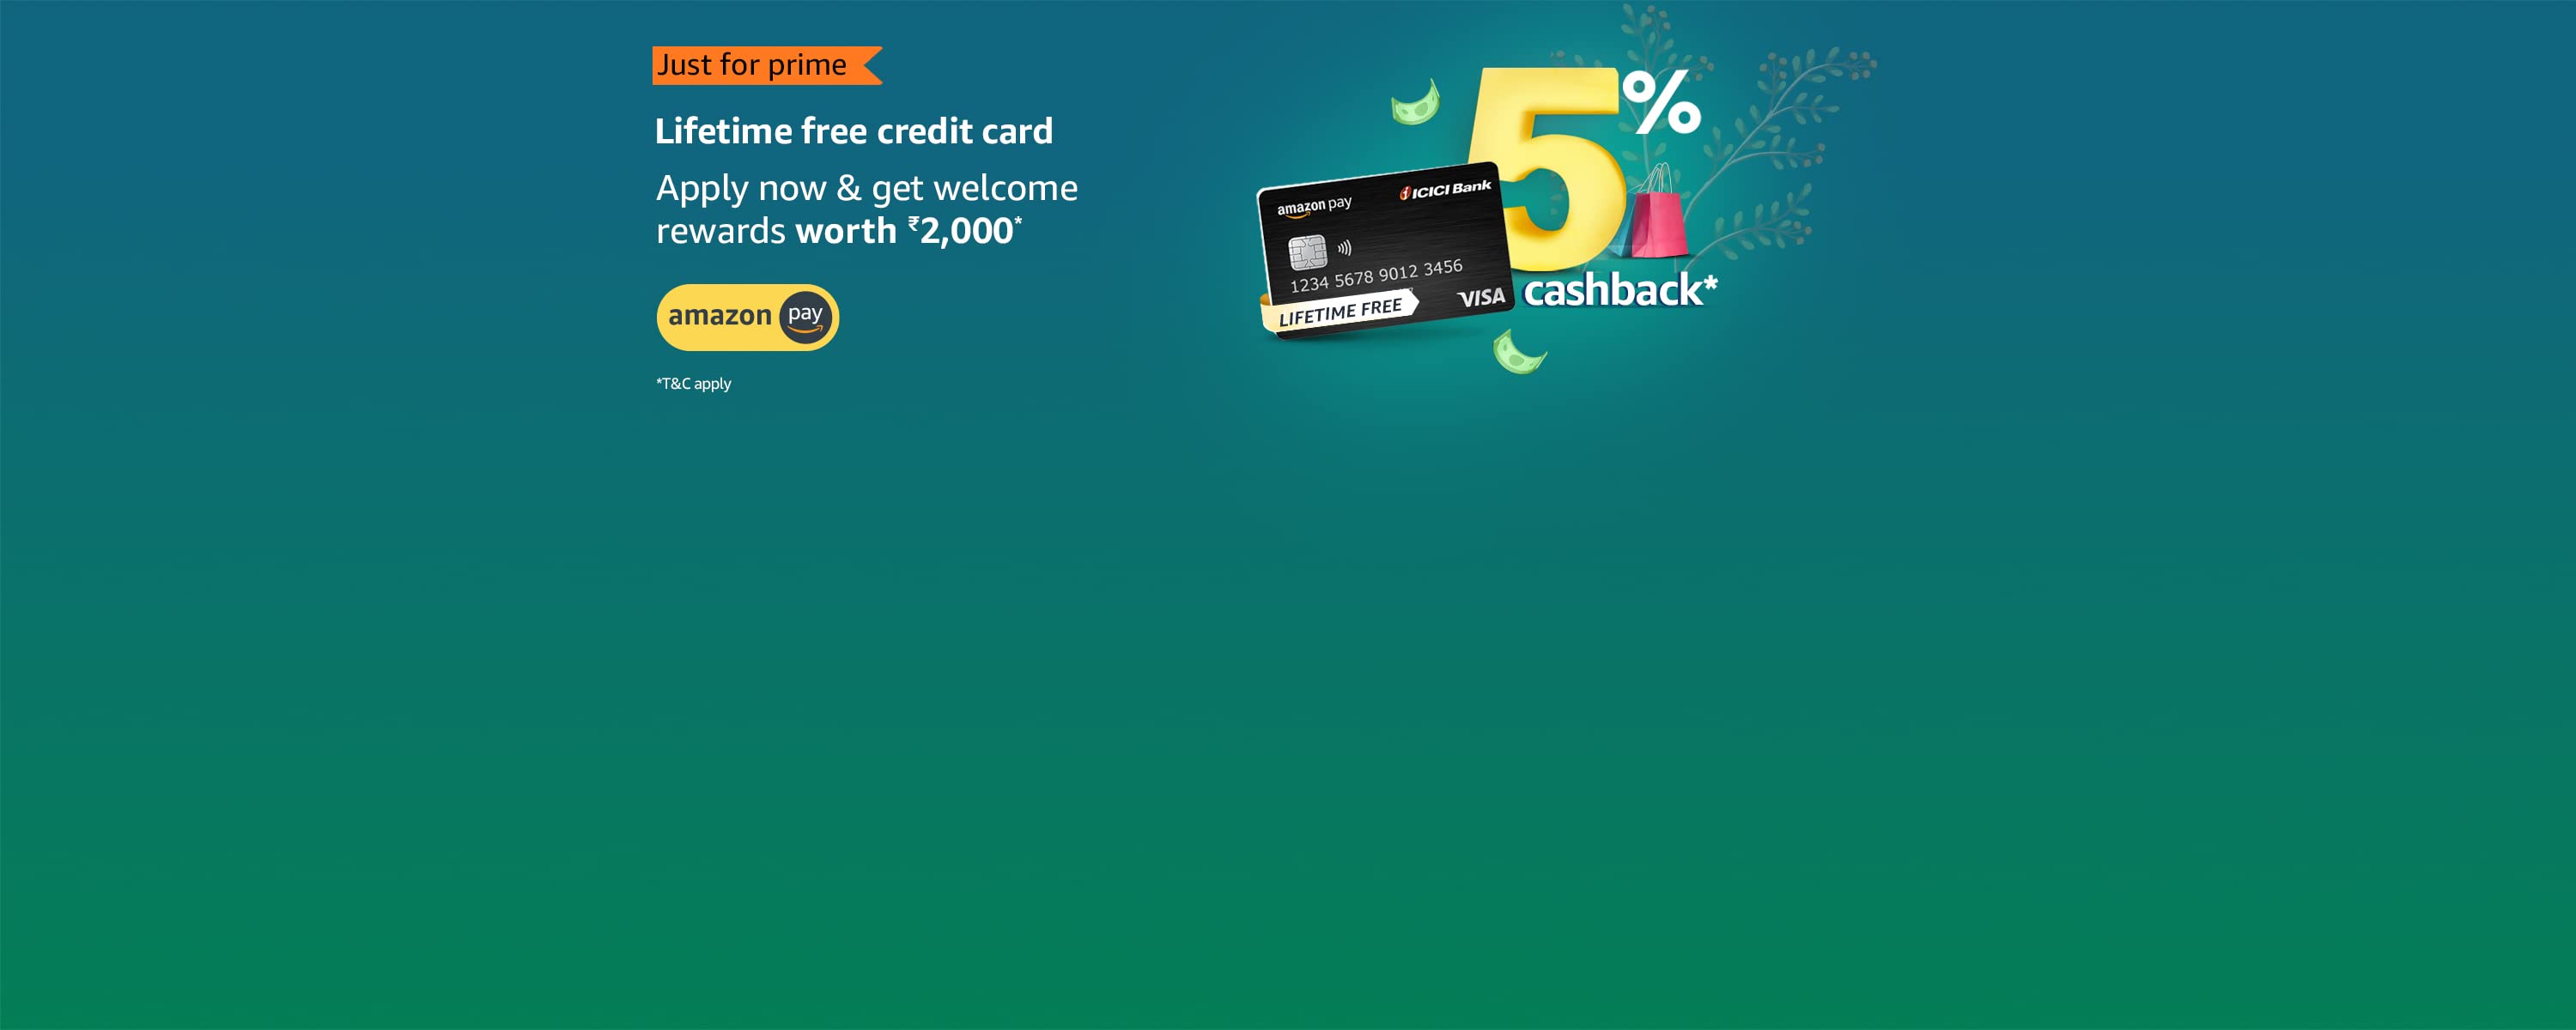 Just for prime
Lifetime free credit card
Apply now & get welcome
rewards worth ₹2,000*
amazon pay
*T&C apply
5%
cashback*
amazon pay
ICICI Bank
1234 5678 9012 3456
LIFETIME FREE
VISA